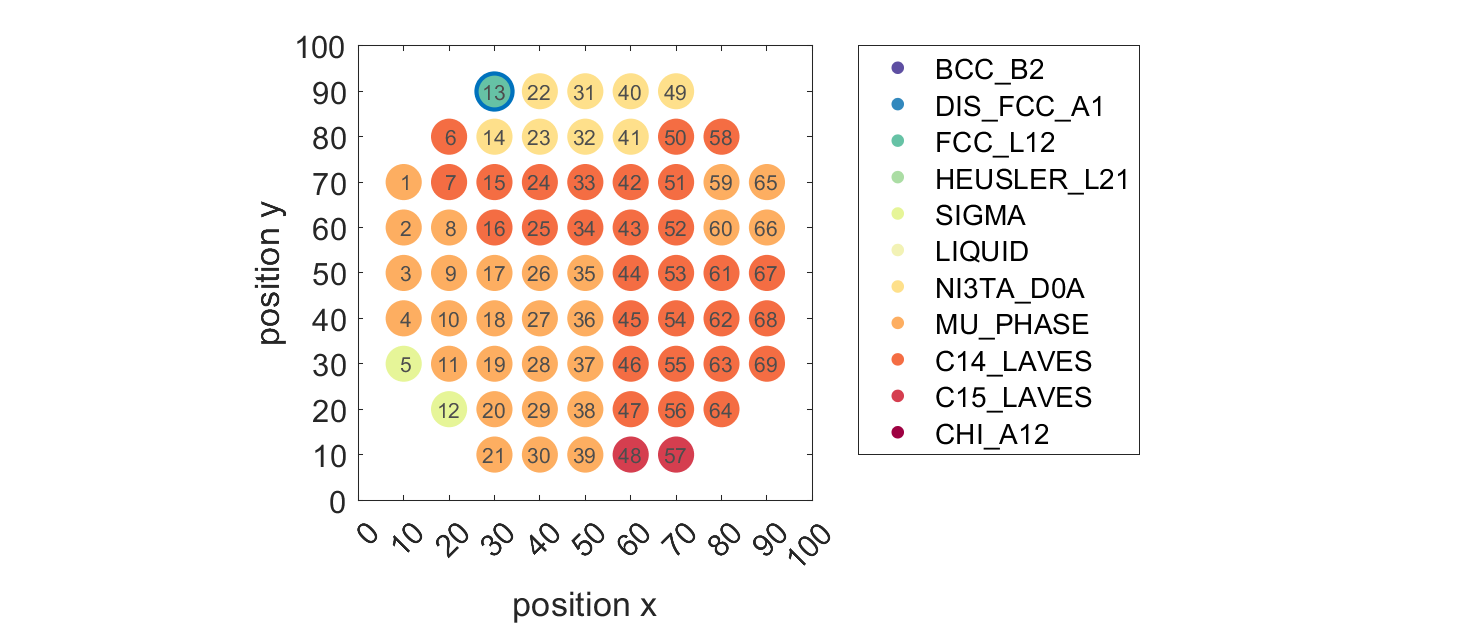 100
90
80
70
60
50
40
30
20
10
0
position y
13 22 31 40 49
6 14 23 32 41 50 58
1 7 15 24 33 42 51 59 65
2 8 16 25 34 43 52 60 66
3 9 17 26 35 44 53 61 67
4 10 18 27 36 45 54 62 68
5 11 19 28 37 46 55 63 69
12 20 29 38 47 56 64
21 30 39 48 57
0 10 20 30 40 50 60 70 80 90 100
position x
BCC_B2
DIS_FCC_A1
FCC_L12
HEUSLER_L21
SIGMA
LIQUID
NI3TA_D0A
MU_PHASE
C14_LAVES
C15_LAVES
CHI_A12